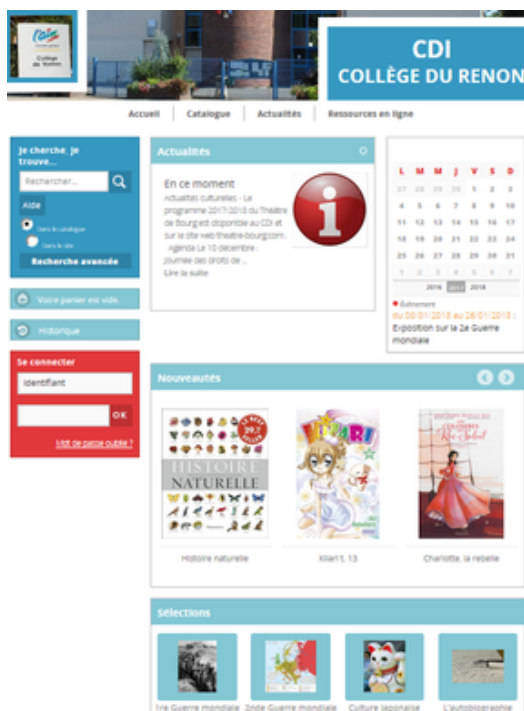 l'ain
Collège
CDI
COLLÈGE DU RENON
Accueil
Catalogue
Actualités
Ressources en ligne
Je cherche, je
trouve...
Rechercher...
Aide
Dans le catalogue
Dans le site
Recherche avancée
Votre panier est vide.
Historique
Se connecter
Identifiant
OK
Mot de passe oublié ?
Actualités
En ce moment
Actualités culturelles - Le
programme 2017/2018 du Théâtre
de Bourg est disponible au CDI et
sur le site web theatre-bourg.com.
Agenda Le 10 décembre :
Journée des droits de ...
Lire la suite
L M M J V S D
27 28 29 30 1 2 3
4 5 6 7 8 9 10
11 12 13 14 15 16 17
18 19 20 21 22 23 24
25 26 27 28 29 30 31
1 2 3 4 5 6 7
2016 2017 2018
Evénement
du 08/01/2018 au 26/01/2018 :
Exposition sur la 2e Guerre
mondiale
Nouveautés
HISTOIRE
NATURELLE
KILARI
Histoire naturelle
Kilari 1, 13
Charlotte, la rebelle
Sélections
1re Guerre mondiale
2nde Guerre mondiale
Culture japonaise
L'autobiographie